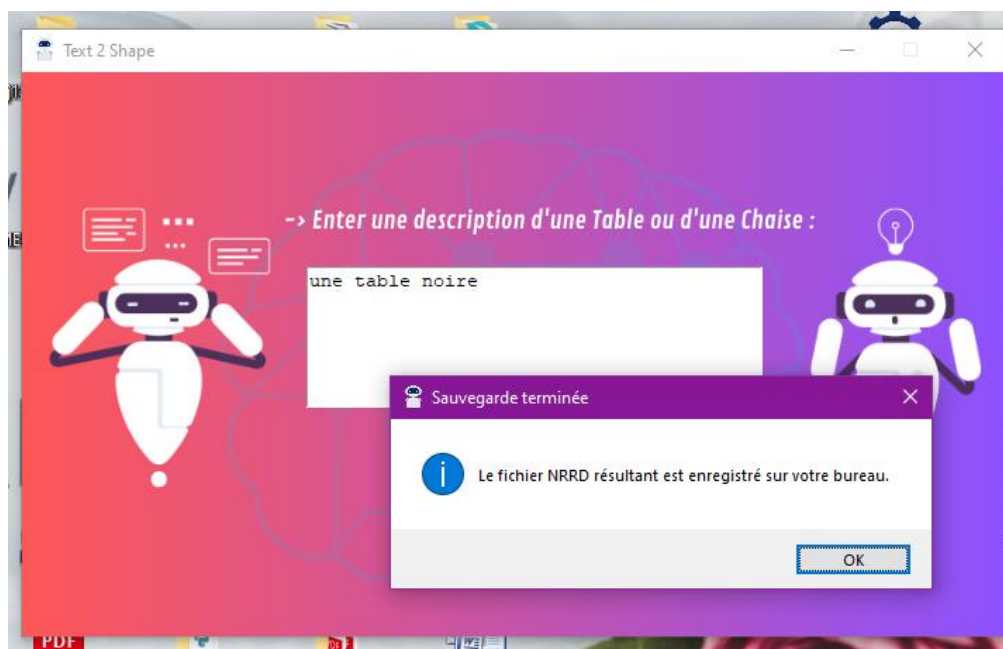 Text 2 Shape
-> Enter une description d'une Table ou d'une Chaise :
une table noire
Sauvegarde terminée
Le fichier NRRD résultant est enregistré sur votre bureau.
OK
PDF